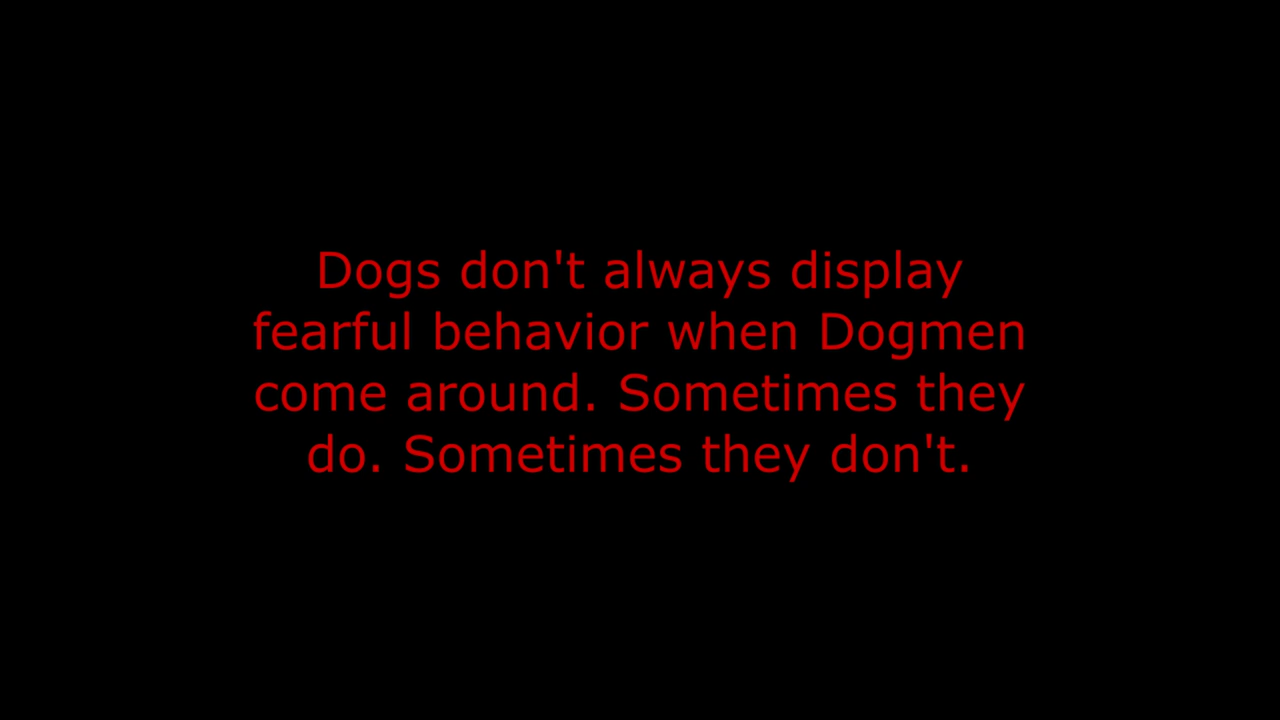 Dogs don't always display
fearful behavior when Dogmen
come around. Sometimes they
do. Sometimes they don't.